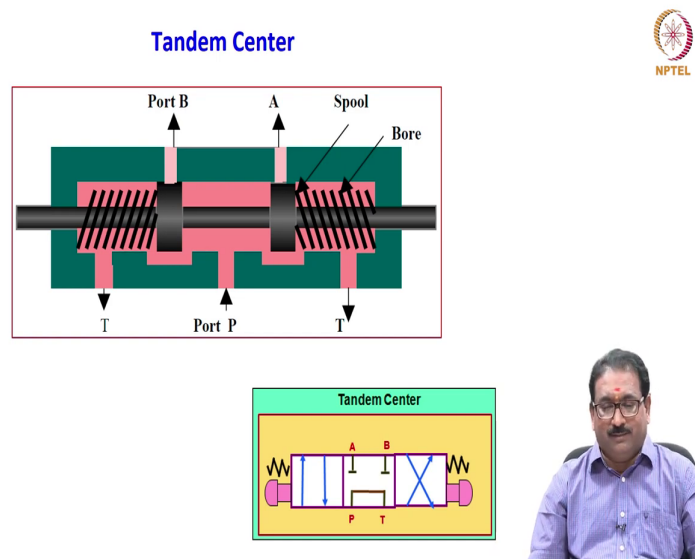 Tandem Center
NPTEL
Port B A Spool
Bore
T Port P T
Tandem Center
A B
P T